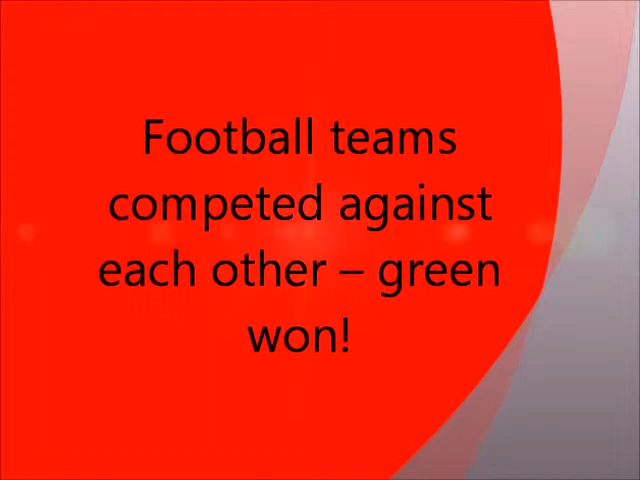 Football teams
competed against
each other – green
won!